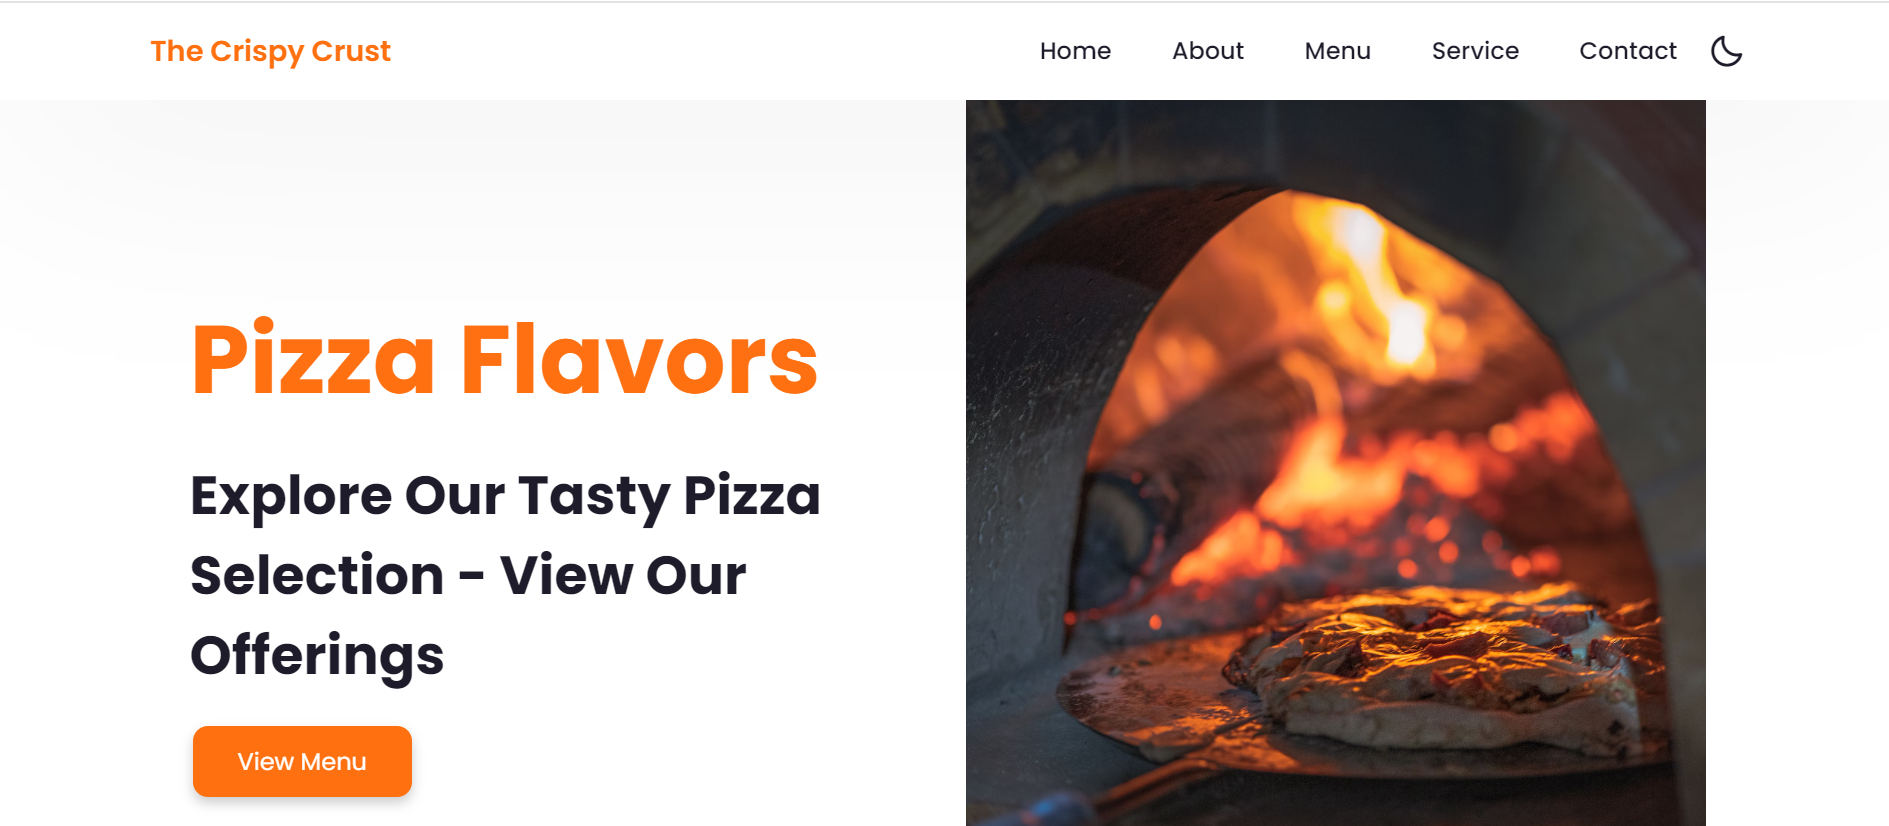 The Crispy Crust
Home About Menu Service Contact
Pizza Flavors
Explore Our Tasty Pizza
Selection - View Our
Offerings
View Menu